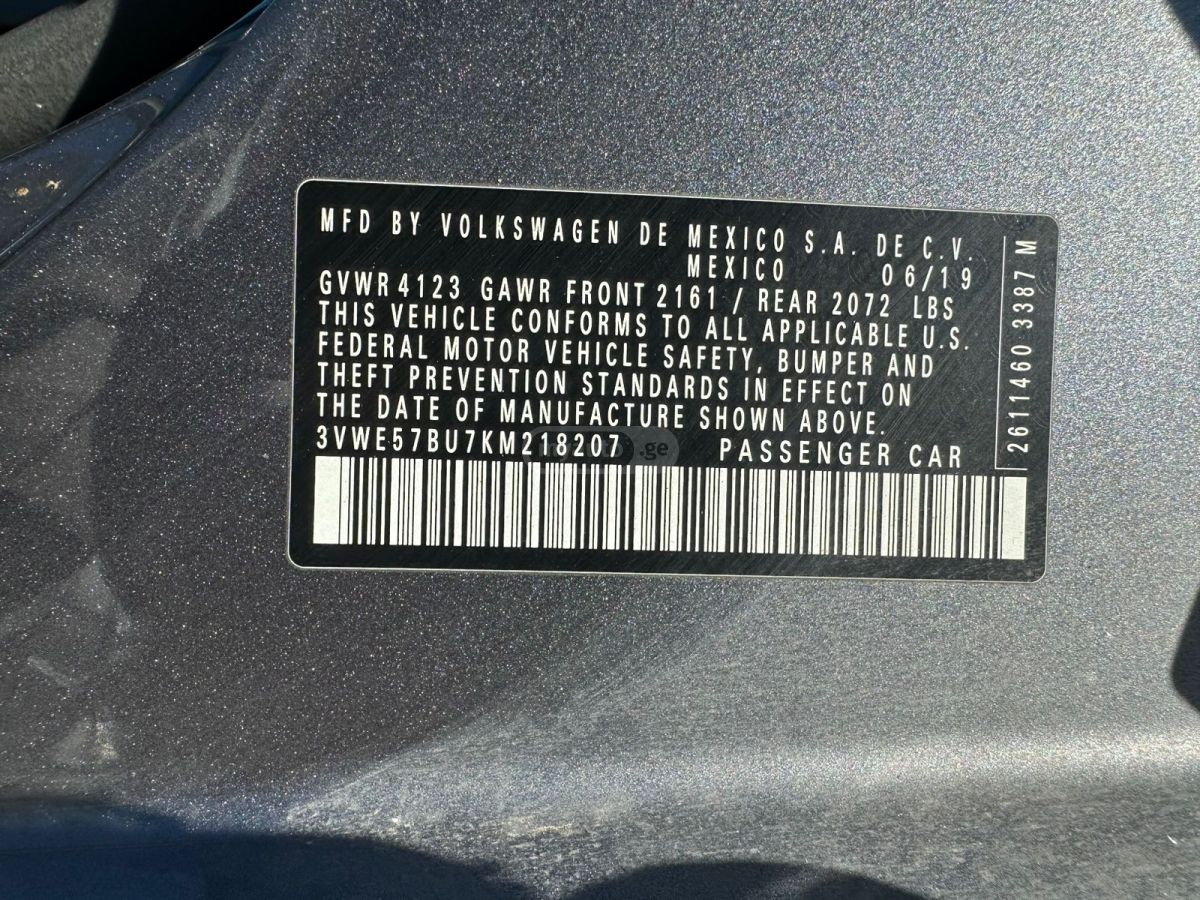 MFD BY VOLKSWAGEN DE MEXICO S.A. DE C.V.
MEXICO 06/19
GVWR 4123 GAWR FRONT 2161 / REAR 2072 LBS
THIS VEHICLE CONFORMS TO ALL APPLICABLE U.S.
FEDERAL MOTOR VEHICLE SAFETY, BUMPER AND
THEFT PREVENTION STANDARDS IN EFFECT ON
THE DATE OF MANUFACTURE SHOWN ABOVE.
3VWE57BU7KM218207 PASSENGER CAR
26111460 3387 M
.ge